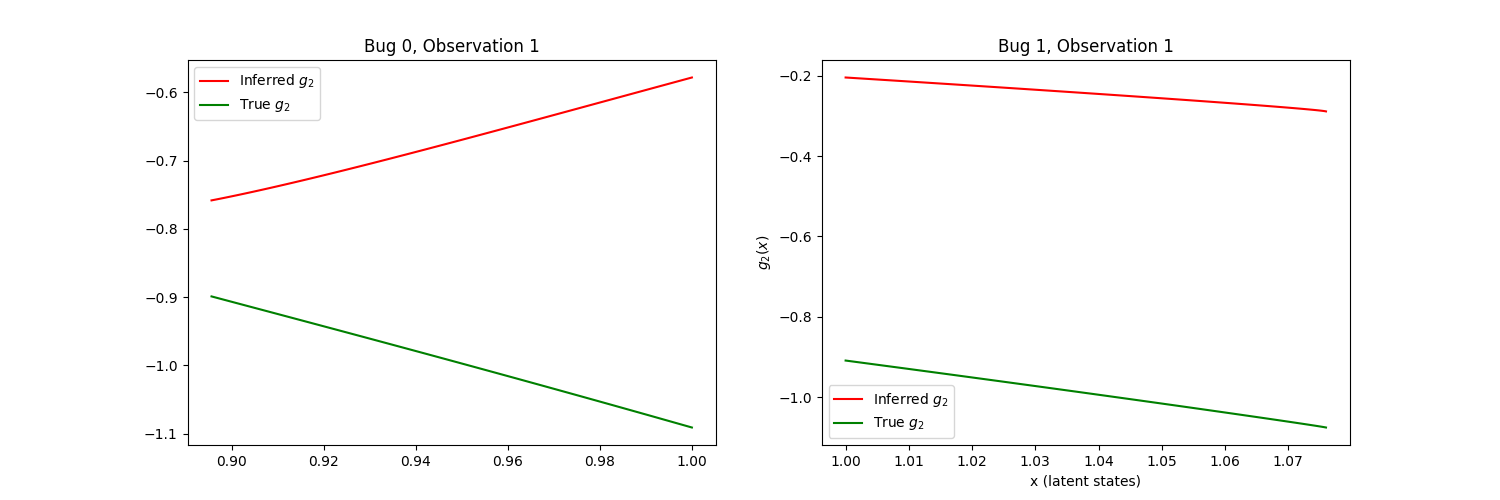 Bug 0, Observation 1
Inferred g₂
True g₂
−0.6
−0.7
−0.8
−0.9
−1.0
−1.1
0.90 0.92 0.94 0.96 0.98 1.00
Bug 1, Observation 1
g₂(x)
−0.2
−0.4
−0.6
−0.8
−1.0
Inferred g₂
True g₂
1.00 1.01 1.02 1.03 1.04 1.05 1.06 1.07
x (latent states)